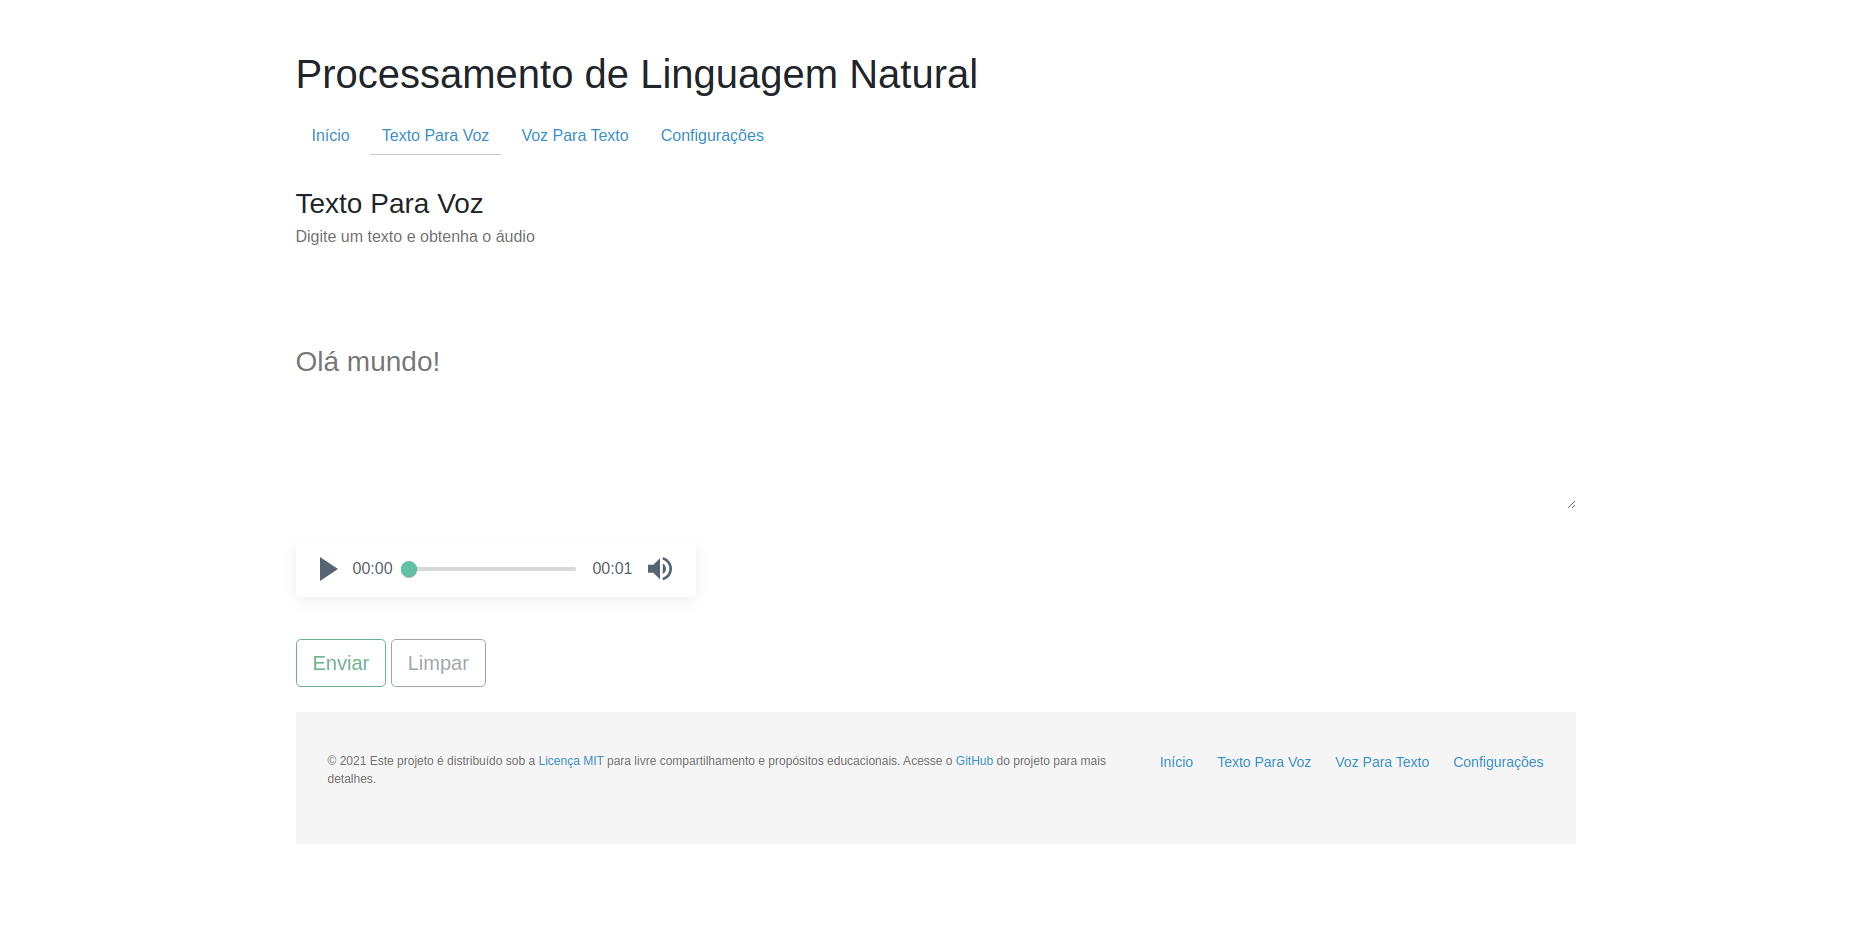 Processamento de Linguagem Natural
Início Texto Para Voz Voz Para Texto Configurações
Texto Para Voz
Digite um texto e obtenha o áudio
Olá mundo!
00:00 00:01
Enviar Limpar
© 2021 Este projeto é distribuído sob a Licença MIT para livre compartilhamento e propósitos educacionais. Acesse o GitHub do projeto para mais
detalhes.
Início Texto Para Voz Voz Para Texto Configurações